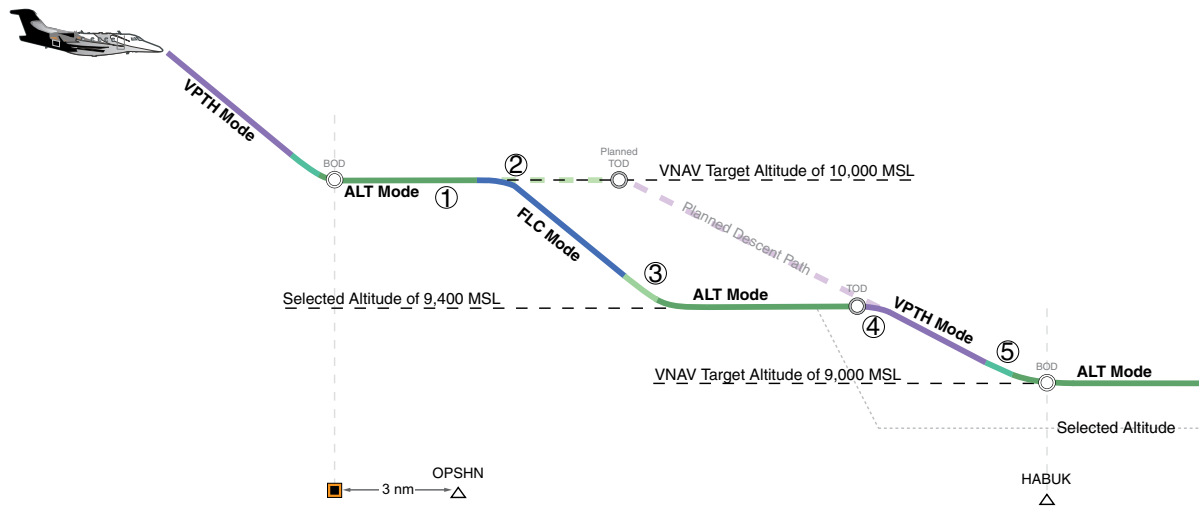 VPTH Mode
BOD
ALT Mode
①
②
Planned
TOD
VNAV Target Altitude of 10,000 MSL
FLC Mode
Planned Descent Path
③
Selected Altitude of 9,400 MSL
ALT Mode
TOD
④
VPTH Mode
⑤
VNAV Target Altitude of 9,000 MSL
BOD
ALT Mode
Selected Altitude
OPSHN
3 nm
HABUK